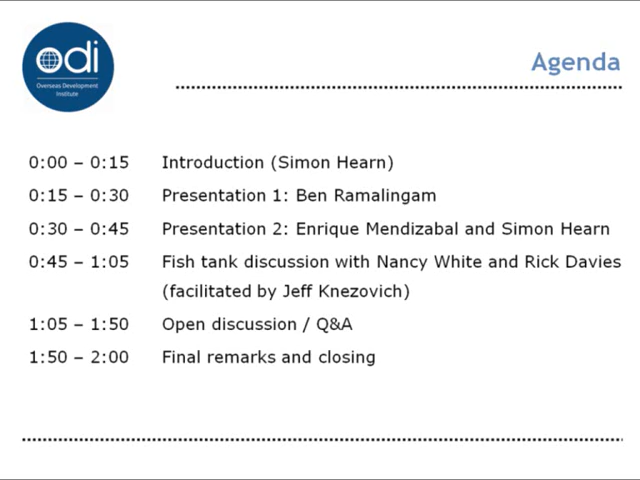 odi
Overseas Development
Institute
Agenda
0:00 – 0:15 Introduction (Simon Hearn)
0:15 – 0:30 Presentation 1: Ben Ramalingam
0:30 – 0:45 Presentation 2: Enrique Mendizabal and Simon Hearn
0:45 – 1:05 Fish tank discussion with Nancy White and Rick Davies
(facilitated by Jeff Knezovich)
1:05 – 1:50 Open discussion / Q&A
1:50 – 2:00 Final remarks and closing